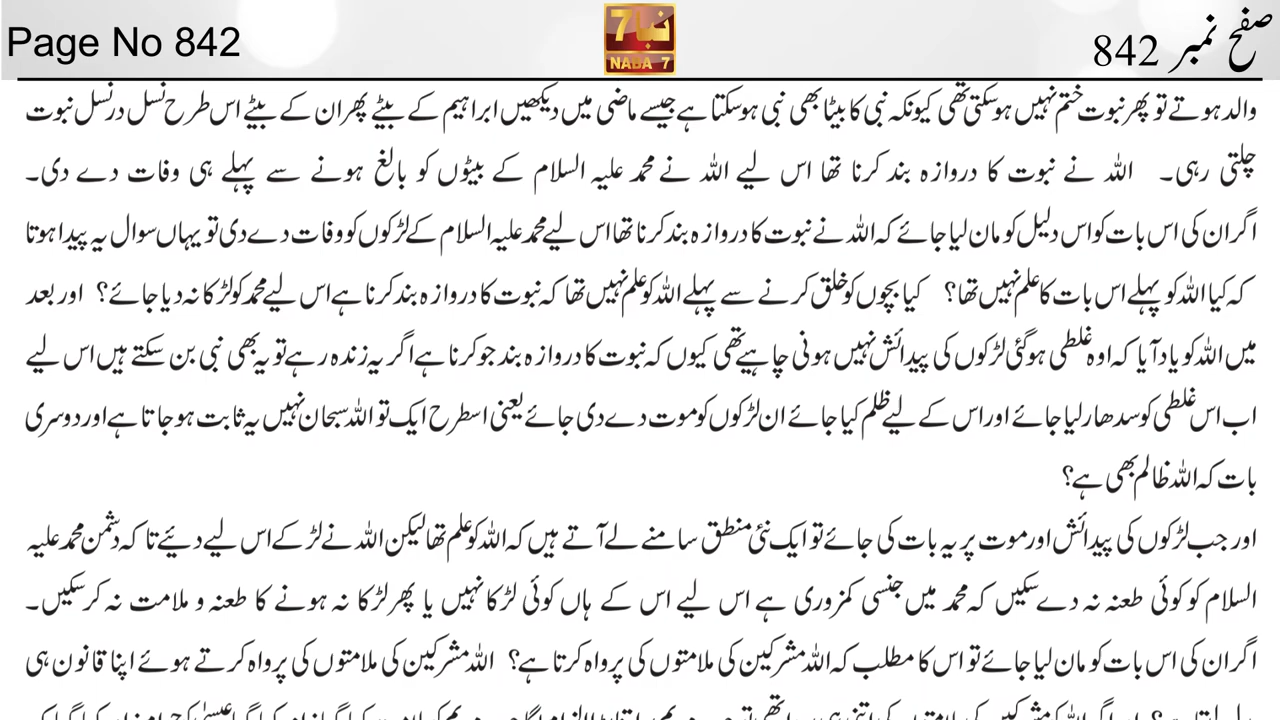 Page No 842
نبا 7
NABA 7
صفح نمبر 842
والد ہوتے تو پھر نبوت ختم نہیں ہوسکتی تھی کیونکہ نبی کا بیٹا بھی نبی ہوسکتا ہے جیسے ماضی میں دیکھیں ابراہیم کے بیٹے پھر ان کے بیٹے اس طرح نسل در نسل نبوت
چلتی رہی۔ اللہ نے نبوت کا دروازہ بند کرنا تھا اس لیے اللہ نے محمد علیہ السلام کے بیٹوں کو بالغ ہونے سے پہلے ہی وفات دے دی۔
اگر ان کی اس بات کو اس دلیل کو مان لیا جائے کہ اللہ نے نبوت کا دروازہ بند کرنا تھا اس لیے محمد علیہ السلام کے لڑکوں کو وفات دے دی تو یہاں سوال یہ پیدا ہوتا
کہ کیا اللہ کو پہلے اس بات کا علم نہیں تھا؟ کیا بچوں کو خلق کرنے سے پہلے اللہ کو علم نہیں تھا کہ نبوت کا دروازہ بند کرنا ہے اس لیے محمد کو لڑکا نہ دیا جائے؟ اور بعد
میں اللہ کو یاد آیا کہ اوہ غلطی ہوگئی لڑکوں کی پیدائش نہیں ہونی چاہیے تھی کیوں کہ نبوت کا دروازہ بند جو کرنا ہے اگر یہ زندہ رہے تو یہ بھی نبی بن سکتے ہیں اس لیے
اب اس غلطی کو سدھار لیا جائے اور اس کے لیے ظلم کیا جائے ان لڑکوں کو موت دے دی جائے یعنی اسطرح ایک تو اللہ سبحان نہیں یہ ثابت ہو جاتا ہے اور دوسری
بات کہ اللہ ظالم بھی ہے؟
اور جب لڑکوں کی پیدائش اور موت پر یہ بات کی جائے تو ایک نئی منطق سامنے لے آتے ہیں کہ اللہ کو علم تھا لیکن اللہ نے لڑکے اس لیے دئیے تاکہ دشمن محمد علیہ
السلام کو کوئی طعنہ نہ دے سکیں کہ محمد میں جنسی کمزوری ہے اس لیے اس کے ہاں کوئی لڑکا نہیں یا پھر لڑکا نہ ہونے کا طعنہ و ملامت نہ کرسکیں۔
اگر ان کی اس بات کو مان لیا جائے تو اس کا مطلب کہ اللہ مشرکین کی ملامتوں کی پرواہ کرتا ہے؟ اللہ مشرکین کی ملامتوں کی پرواہ کرتے ہوئے اپنا قانون ہی